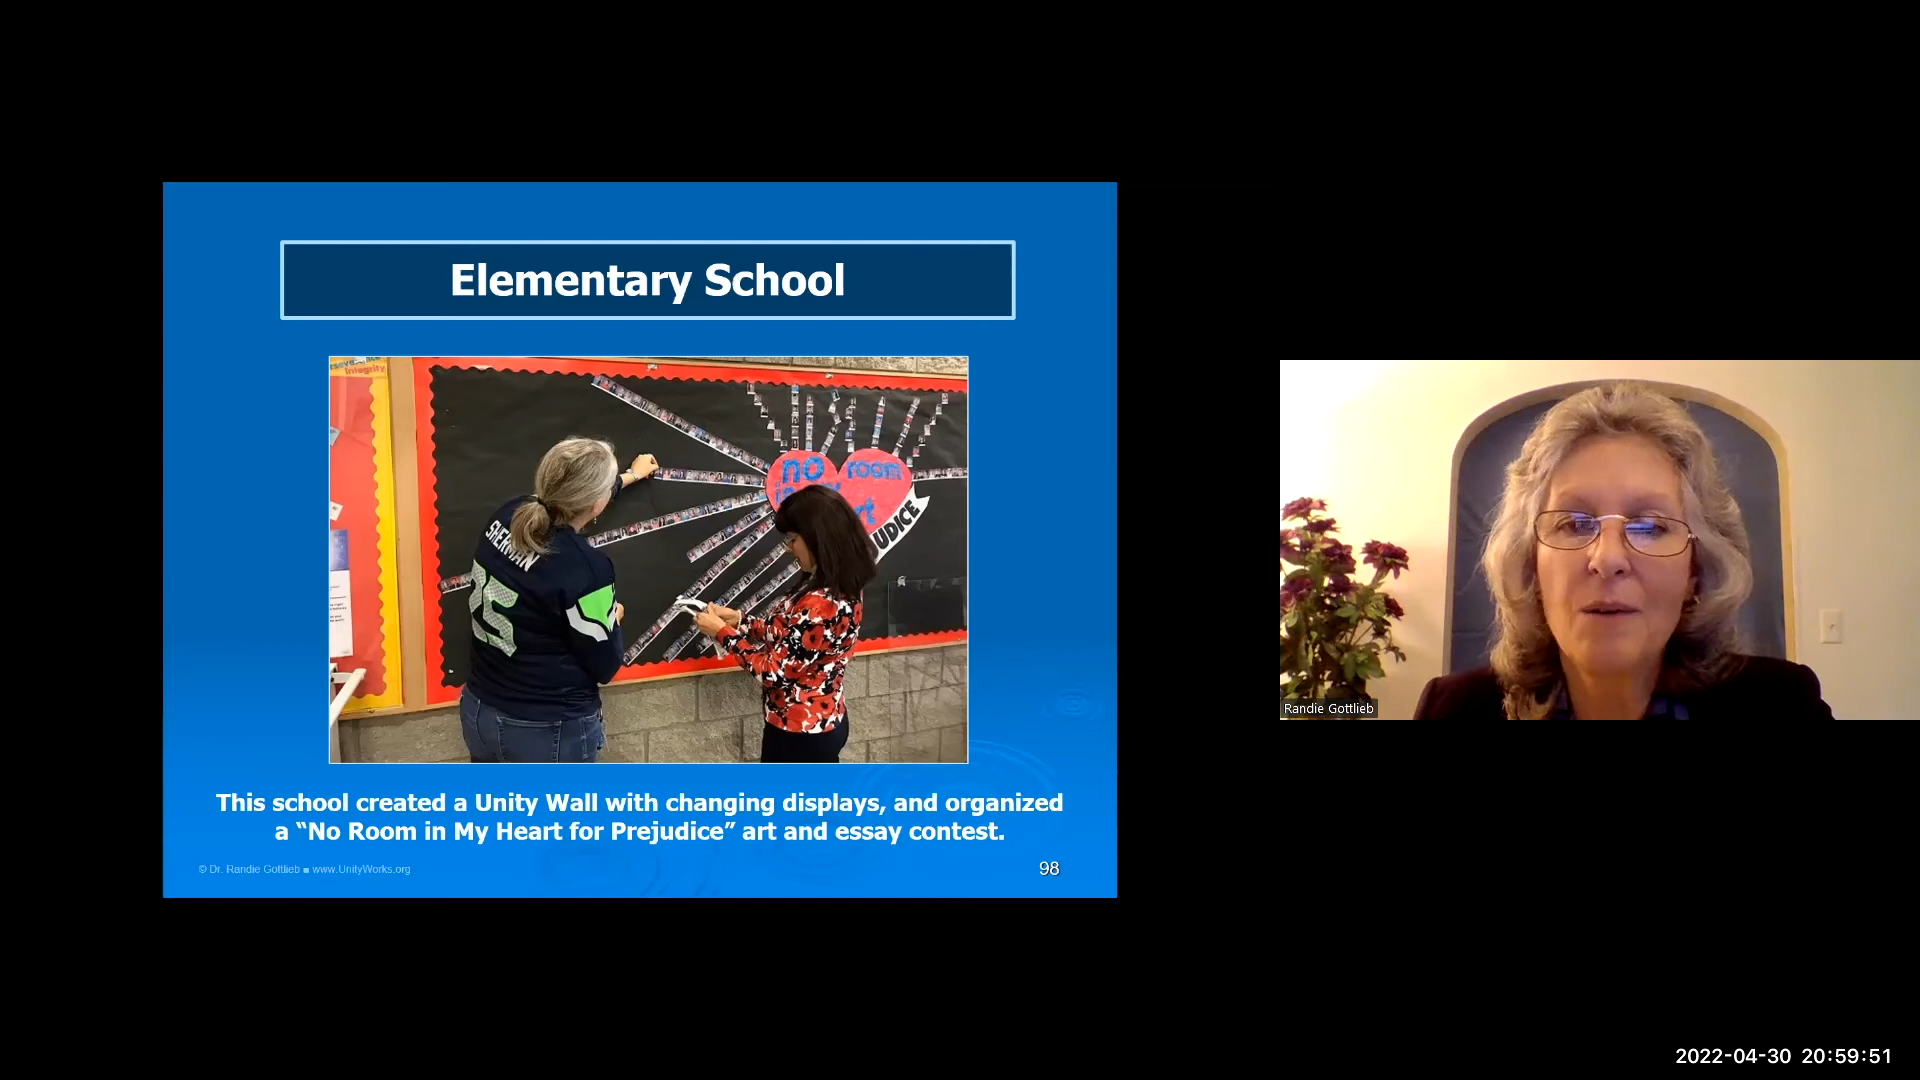 Elementary School
Integrity
no room
SHERMAN
UDICE
This school created a Unity Wall with changing displays, and organized
a “No Room in My Heart for Prejudice” art and essay contest.
© Dr. Randie Gottlieb ■ www.UnityWorks.org
98
Randie Gottlieb
2022-04-30 20:59:51